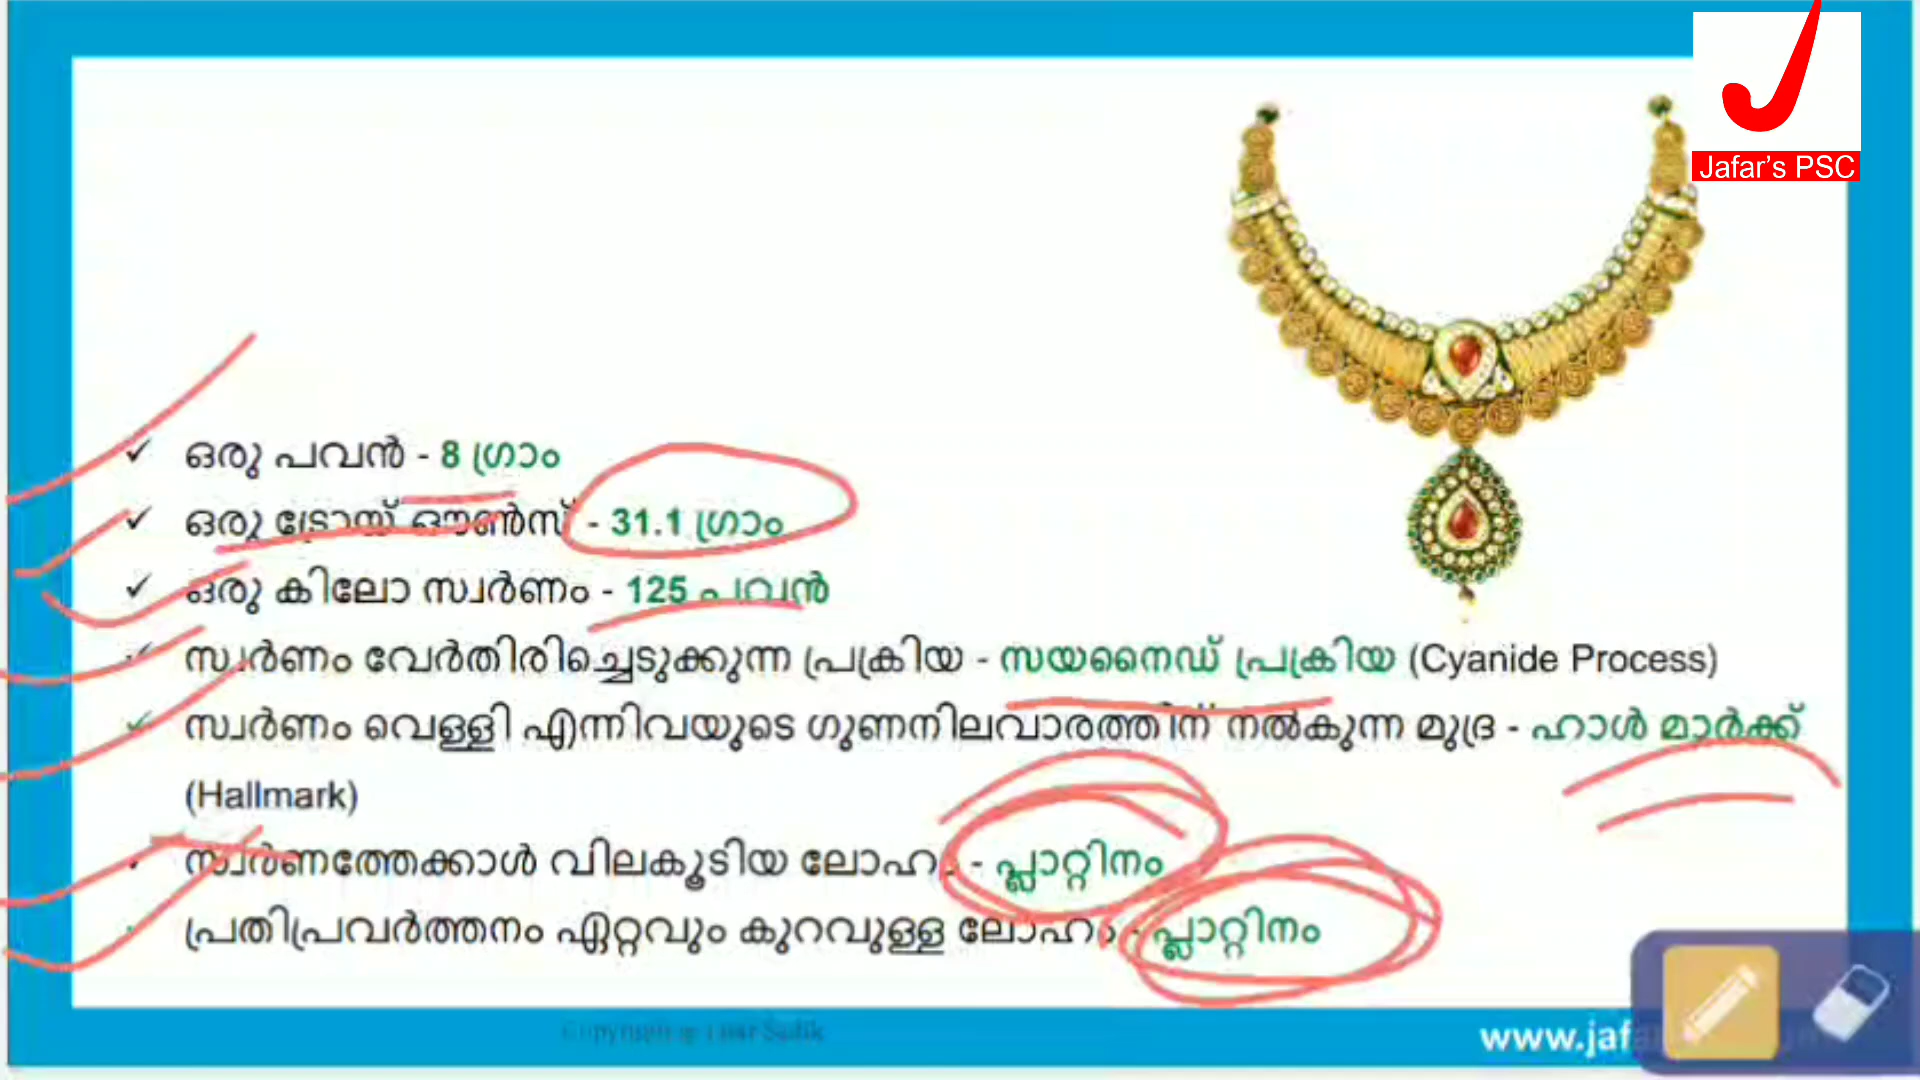 Jafar's PSC
ഒരു പവൻ - 8 ഗ്രാം
ഒരു ട്രോയ് ഔൺസ് - 31.1 ഗ്രാം
ഒരു കിലോ സ്വർണം - 125 പവൻ
സ്വർണം വേർതിരിച്ചെടുക്കുന്ന പ്രക്രിയ - സയനൈഡ് പ്രക്രിയ (Cyanide Process)
സ്വർണം വെള്ളി എന്നിവയുടെ ഗുണനിലവാരത്തിന് നൽകുന്ന മുദ്ര - ഹാൾ മാർക്ക്
(Hallmark)
സ്വർണത്തേക്കാൾ വിലകൂടിയ ലോഹം - പ്ലാറ്റിനം
പ്രതിപ്രവർത്തനം ഏറ്റവും കുറവുള്ള ലോഹം - പ്ലാറ്റിനം
www.jaf